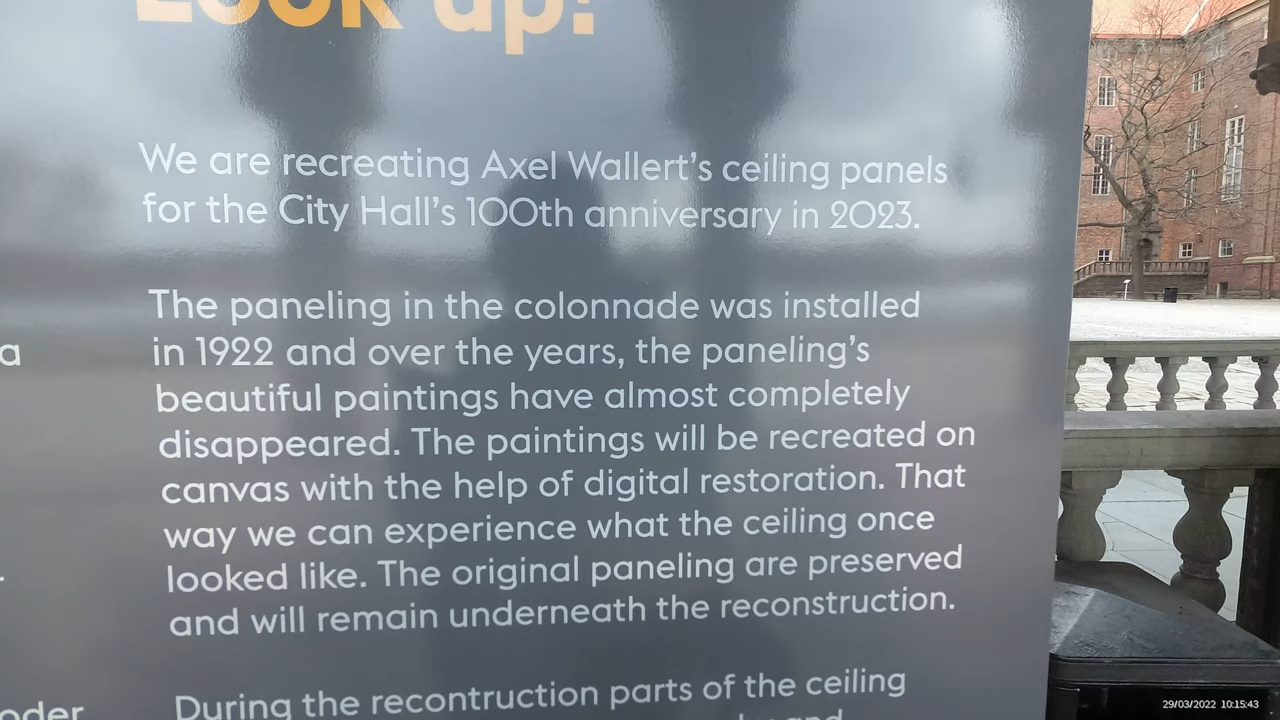 Look up!
We are recreating Axel Wallert's ceiling panels
for the City Hall's 100th anniversary in 2023.
The paneling in the colonnade was installed
in 1922 and over the years, the paneling's
beautiful paintings have almost completely
disappeared. The paintings will be recreated on
canvas with the help of digital restoration. That
way we can experience what the ceiling once
looked like. The original paneling are preserved
and will remain underneath the reconstruction.
During the recontruction parts of the ceiling
and
a
oder
29/03/2022 10:15:43